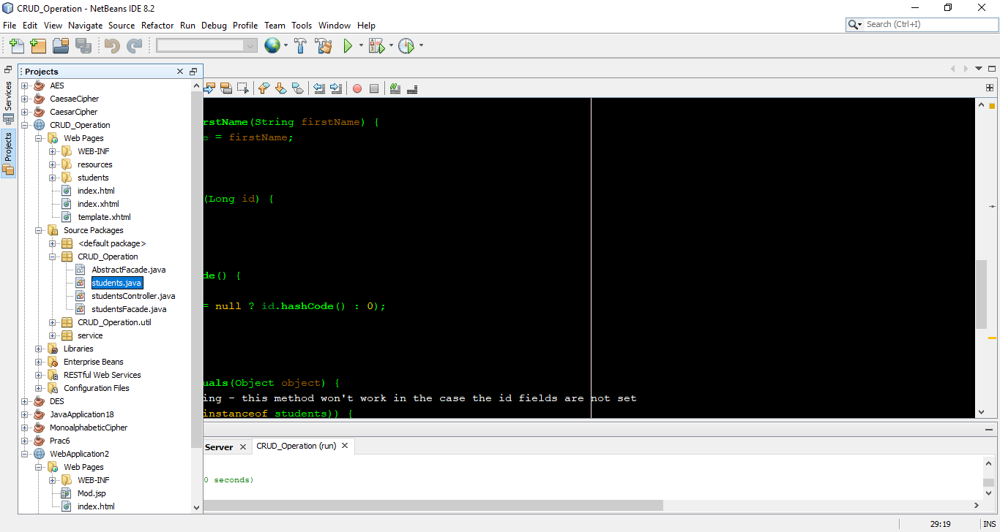 CRUD_Operation - NetBeans IDE 8.2
File Edit View Navigate Source Refactor Run Debug Profile Team Tools Window Help
Search (Ctrl+I)
Services
Projects
Projects
AES
CaesaeCipher
CaesarCipher
CRUD_Operation
Web Pages
WEB-INF
resources
students
index.html
index.xhtml
template.xhtml
Source Packages
<default package>
CRUD_Operation
AbstractFacade.java
students.java
studentsController.java
studentsFacade.java
CRUD_Operation.util
service
Libraries
Enterprise Beans
RESTful Web Services
Configuration Files
DES
JavaApplication18
MonoalphabeticCipher
Prac6
WebApplication2
Web Pages
WEB-INF
Mod.jsp
index.html
rstName(String firstName) {
= firstName;
(Long id) {
de() {
= null ? id.hashCode() : 0);
uals(Object object) {
ing - this method won't work in the case the id fields are not set
instanceof students)) {
Server
CRUD_Operation (run)
0 seconds)
29:19
INS